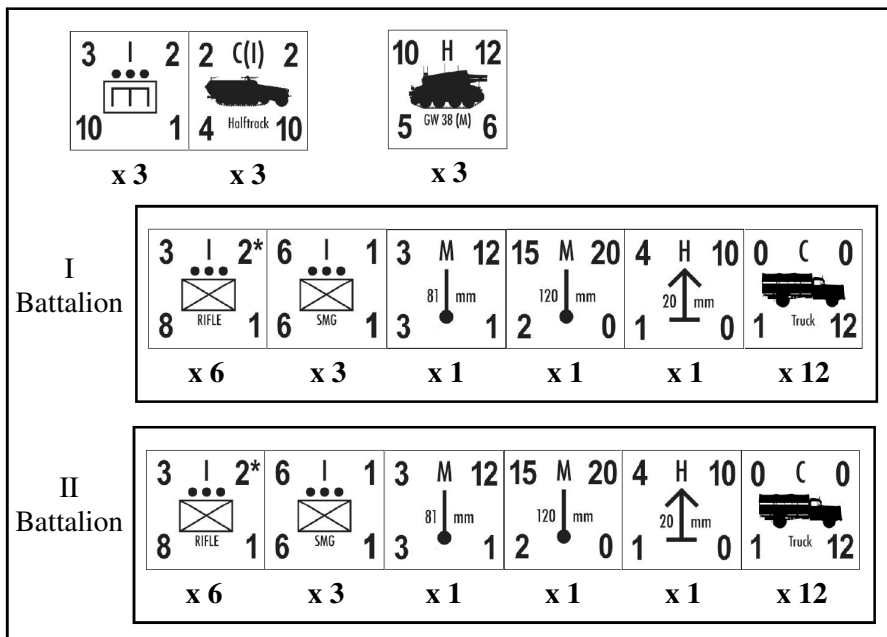 3 I 2 2 C(I) 2 10 H 12
10 1 4 Halftrack 10 5 GW 38 (M) 6
x 3 x 3 x 3
I
Battalion
3 I 2* 6 I 1 3 M 12 15 M 20 4 H 10 0 C 0
81 mm 120 mm 20 mm
8 RIFLE 1 6 SMG 1 3 1 2 0 1 0 1 Truck 12
x 6 x 3 x 1 x 1 x 1 x 12
II
Battalion
3 I 2* 6 I 1 3 M 12 15 M 20 4 H 10 0 C 0
81 mm 120 mm 20 mm
8 RIFLE 1 6 SMG 1 3 1 2 0 1 0 1 Truck 12
x 6 x 3 x 1 x 1 x 1 x 12